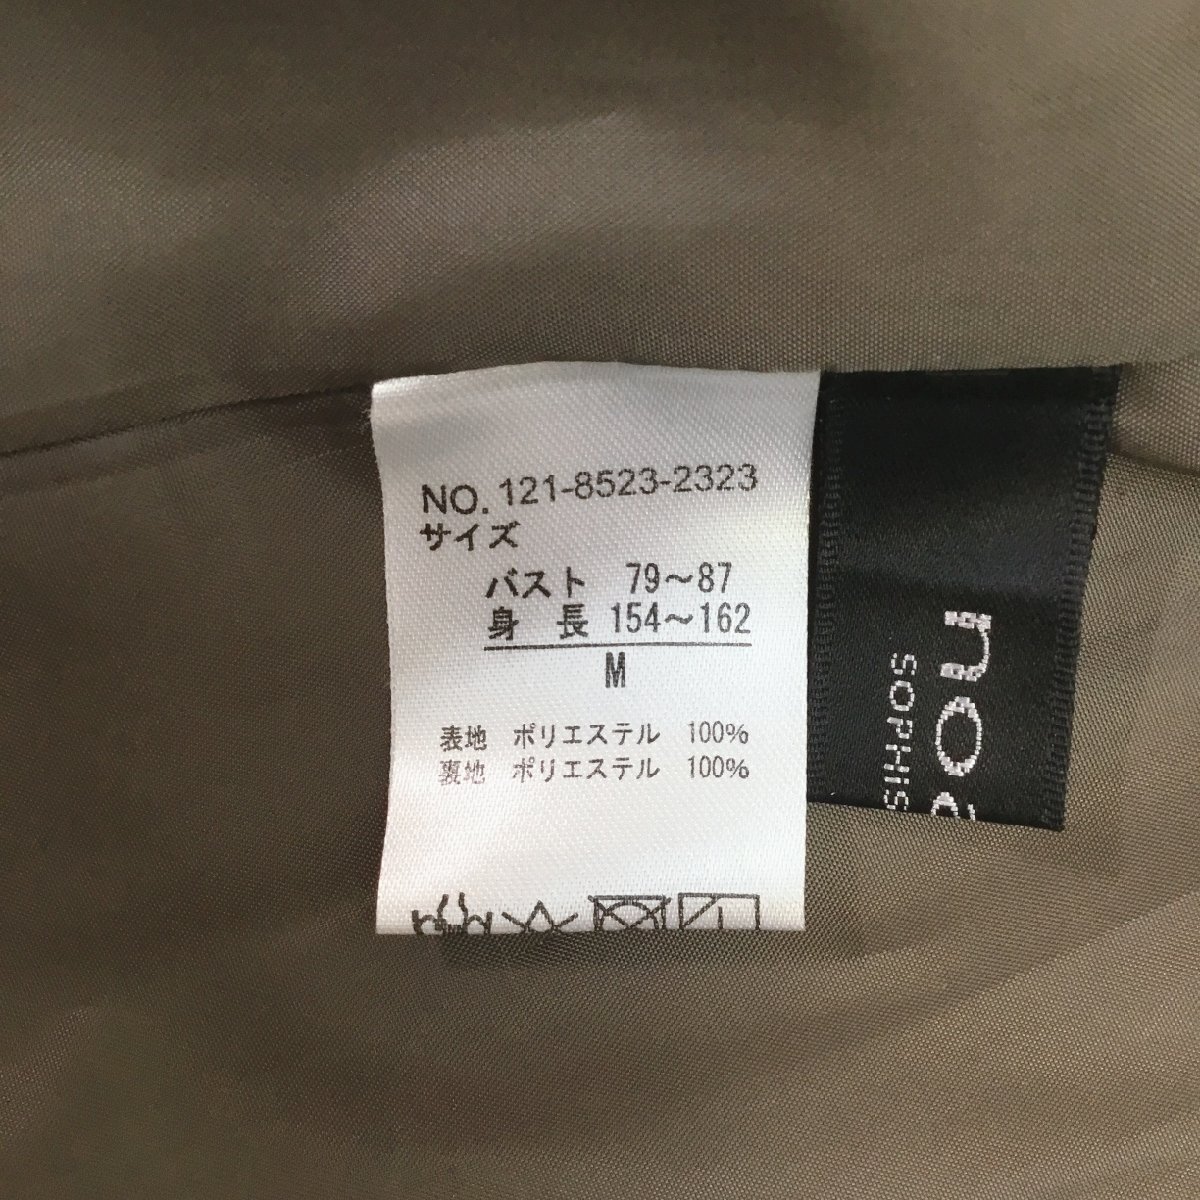 NO. 121-8523-2323
サイズ
バスト 79〜87
身 長 154〜162
M
表地 ポリエステル 100%
裏地 ポリエステル 100%